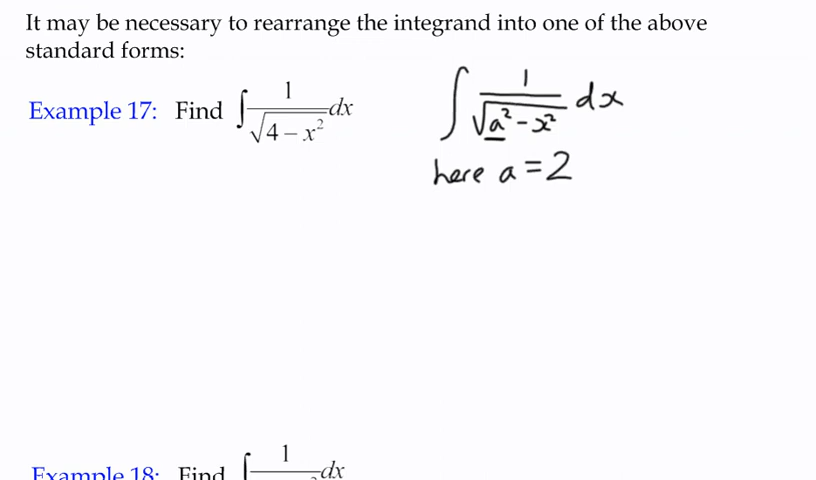 It may be necessary to rearrange the integrand into one of the above
standard forms:
Example 17: Find ∫ 1/√(4 − x²) dx
∫ 1/√(a² − x²) dx
here a = 2
Example 18: Find ∫ 1 dx